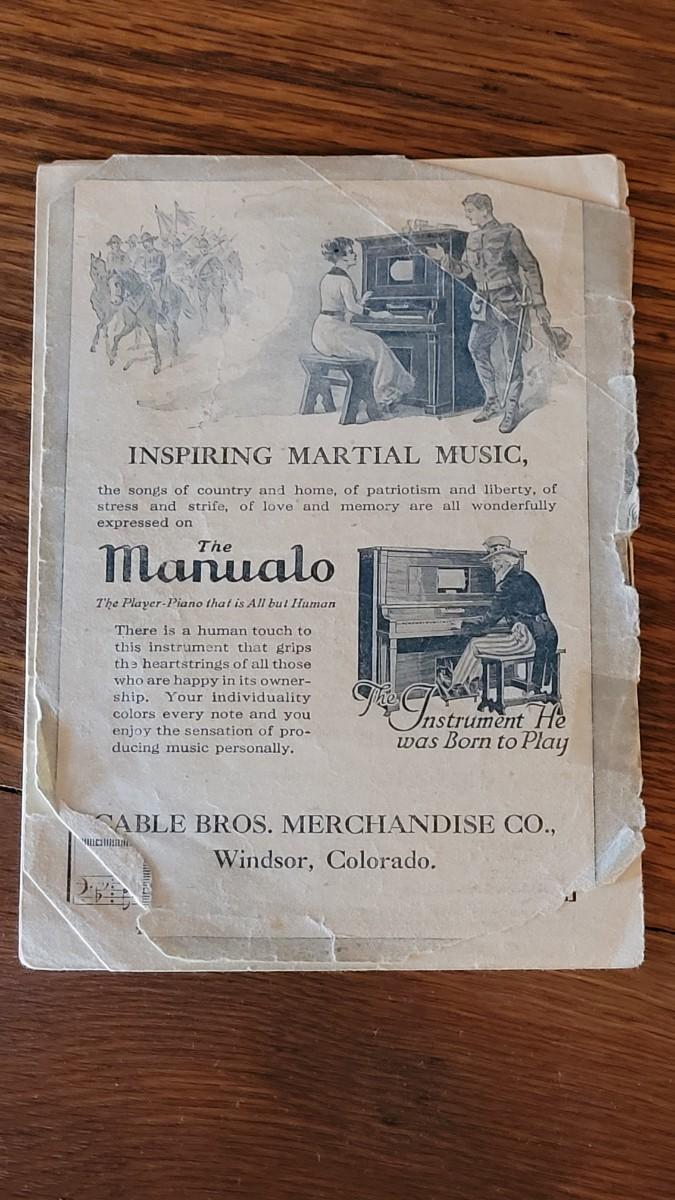 INSPIRING MARTIAL MUSIC,
the songs of country and home, of patriotism and liberty, of
stress and strife, of love and memory are all wonderfully
expressed on
The
Manualo
The Player-Piano that is All but Human
There is a human touch to
this instrument that grips
the heartstrings of all those
who are happy in its owner-
ship. Your individuality
colors every note and you
enjoy the sensation of pro-
ducing music personally.
The Instrument He
was Born to Play
CABLE BROS. MERCHANDISE CO.,
Windsor, Colorado.